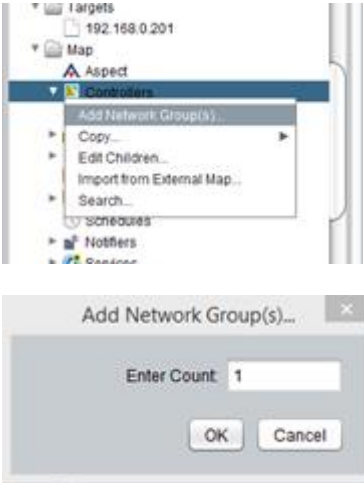 Targets
192.168.0.201
Map
Aspect
Controllers
Add Network Group(s)...
Copy...
Edit Children...
Import from External Map...
Search...
Schedules
Notifiers
Services
Add Network Group(s)...
Enter Count 1
OK Cancel